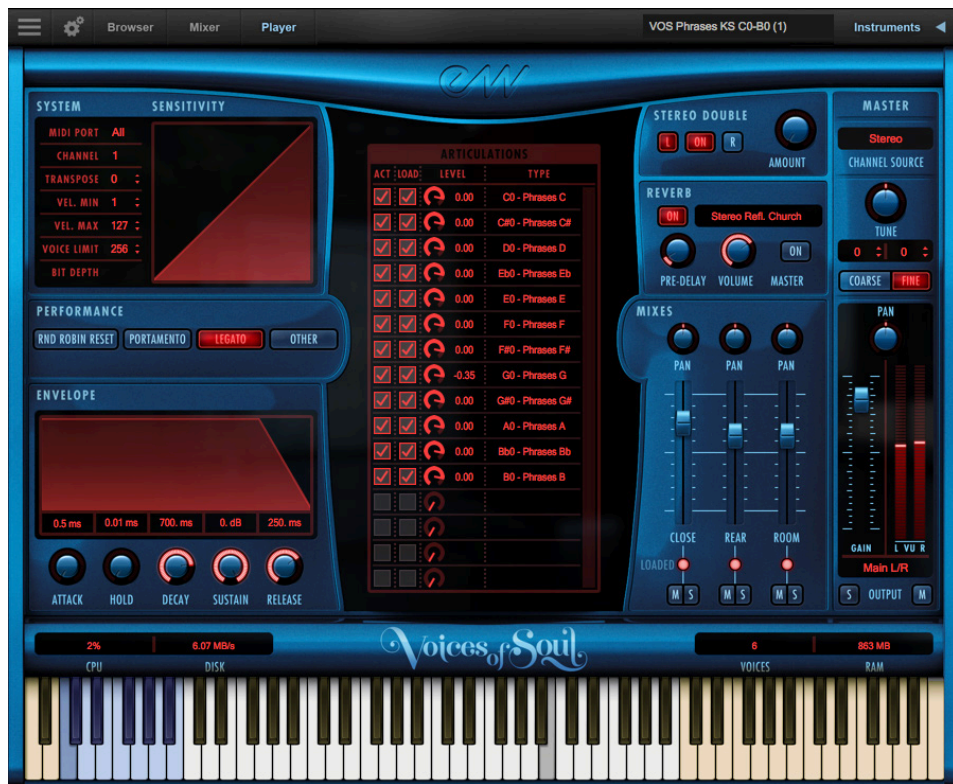 Browser Mixer Player VOS Phrases KS C0-B0 (1) Instruments
EW
SYSTEM SENSITIVITY
MIDI PORT All
CHANNEL 1
TRANSPOSE 0
VEL. MIN 1
VEL. MAX 127
VOICE LIMIT 256
BIT DEPTH
PERFORMANCE
RND ROBIN RESET PORTAMENTO LEGATO OTHER
ENVELOPE
0.5 ms 0.01 ms 700. ms 0. dB 250. ms
ATTACK HOLD DECAY SUSTAIN RELEASE
ARTICULATIONS
ACT LOAD LEVEL TYPE
0.00 C0 - Phrases C
0.00 C#0 - Phrases C#
0.00 D0 - Phrases D
0.00 Eb0 - Phrases Eb
0.00 E0 - Phrases E
0.00 F0 - Phrases F
0.00 F#0 - Phrases F#
-0.35 G0 - Phrases G
0.00 G#0 - Phrases G#
0.00 A0 - Phrases A
0.00 Bb0 - Phrases Bb
0.00 B0 - Phrases B
STEREO DOUBLE
L ON R
AMOUNT
REVERB
ON Stereo Refl. Church
ON
PRE-DELAY VOLUME MASTER
MIXES
PAN PAN PAN
CLOSE REAR ROOM
LOADED
M S M S M S
MASTER
Stereo
CHANNEL SOURCE
TUNE
0 0
COARSE FINE
PAN
GAIN L VU R
Main L/R
S OUTPUT M
2% 6.07 MB/s
CPU DISK
Voices of Soul
6 863 MB
VOICES RAM